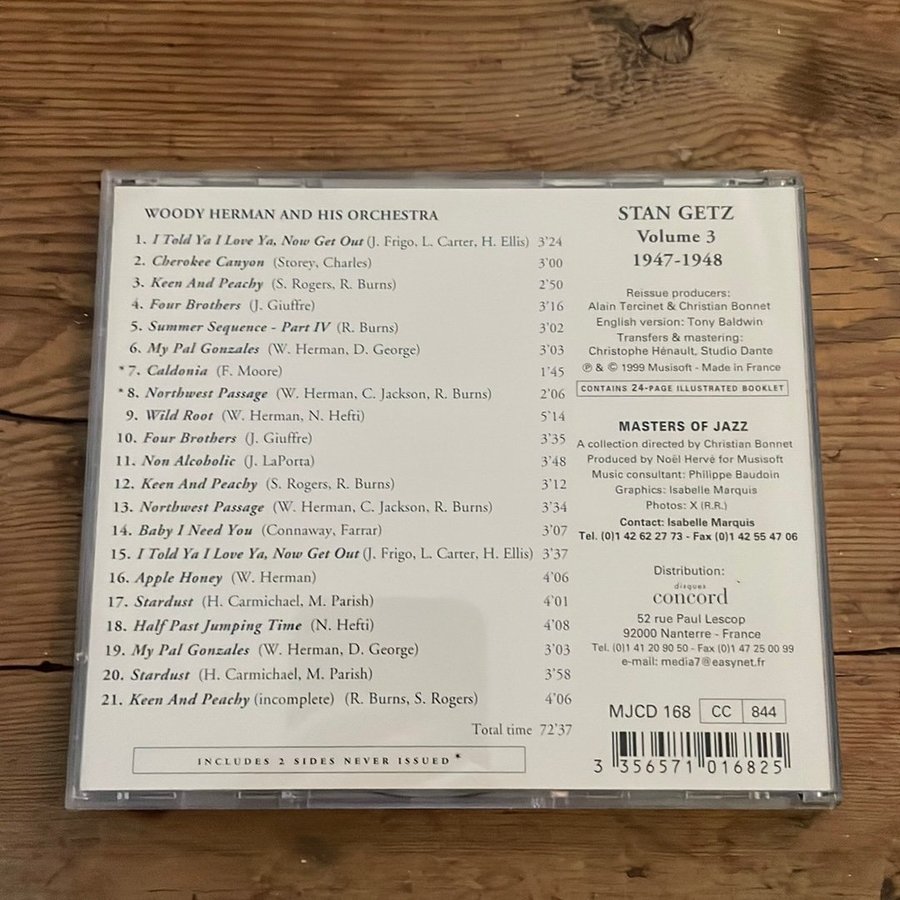 WOODY HERMAN AND HIS ORCHESTRA
1. I Told Ya I Love Ya, Now Get Out (J. Frigo, L. Carter, H. Ellis) 3'24
2. Cherokee Canyon (Storey, Charles) 3'00
3. Keen And Peachy (S. Rogers, R. Burns) 2'50
4. Four Brothers (J. Giuffre) 3'16
5. Summer Sequence - Part IV (R. Burns) 3'02
6. My Pal Gonzales (W. Herman, D. George) 3'03
*7. Caldonia (F. Moore) 1'45
*8. Northwest Passage (W. Herman, C. Jackson, R. Burns) 2'06
9. Wild Root (W. Herman, N. Hefti) 5'14
10. Four Brothers (J. Giuffre) 3'35
11. Non Alcoholic (J. LaPorta) 3'48
12. Keen And Peachy (S. Rogers, R. Burns) 3'12
13. Northwest Passage (W. Herman, C. Jackson, R. Burns) 3'34
14. Baby I Need You (Connaway, Farrar) 3'07
15. I Told Ya I Love Ya, Now Get Out (J. Frigo, L. Carter, H. Ellis) 3'37
16. Apple Honey (W. Herman) 4'06
17. Stardust (H. Carmichael, M. Parish) 4'01
18. Half Past Jumping Time (N. Hefti) 4'08
19. My Pal Gonzales (W. Herman, D. George) 3'03
20. Stardust (H. Carmichael, M. Parish) 3'58
21. Keen And Peachy (incomplete) (R. Burns, S. Rogers) 4'06
Total time 72'37
INCLUDES 2 SIDES NEVER ISSUED*
STAN GETZ
Volume 3
1947-1948
Reissue producers:
Alain Tercinet & Christian Bonnet
English version: Tony Baldwin
Transfers & mastering:
Christophe Hénault, Studio Dante
℗ & © 1999 Musisoft - Made in France
CONTAINS 24-PAGE ILLUSTRATED BOOKLET
MASTERS OF JAZZ
A collection directed by Christian Bonnet
Produced by Noël Hervé for Musisoft
Music consultant: Philippe Baudoin
Graphics: Isabelle Marquis
Photos: X (R.R.)
Contact: Isabelle Marquis
Tel. (0)1 42 62 27 73 - Fax (0)1 42 55 47 06
Distribution:
disques
concord
52 rue Paul Lescop
92000 Nanterre - France
Tel. (0)1 41 20 90 50 - Fax (0)1 47 25 00 99
e-mail: media7@easynet.fr
MJCD 168 CC 844
3 356571 016825